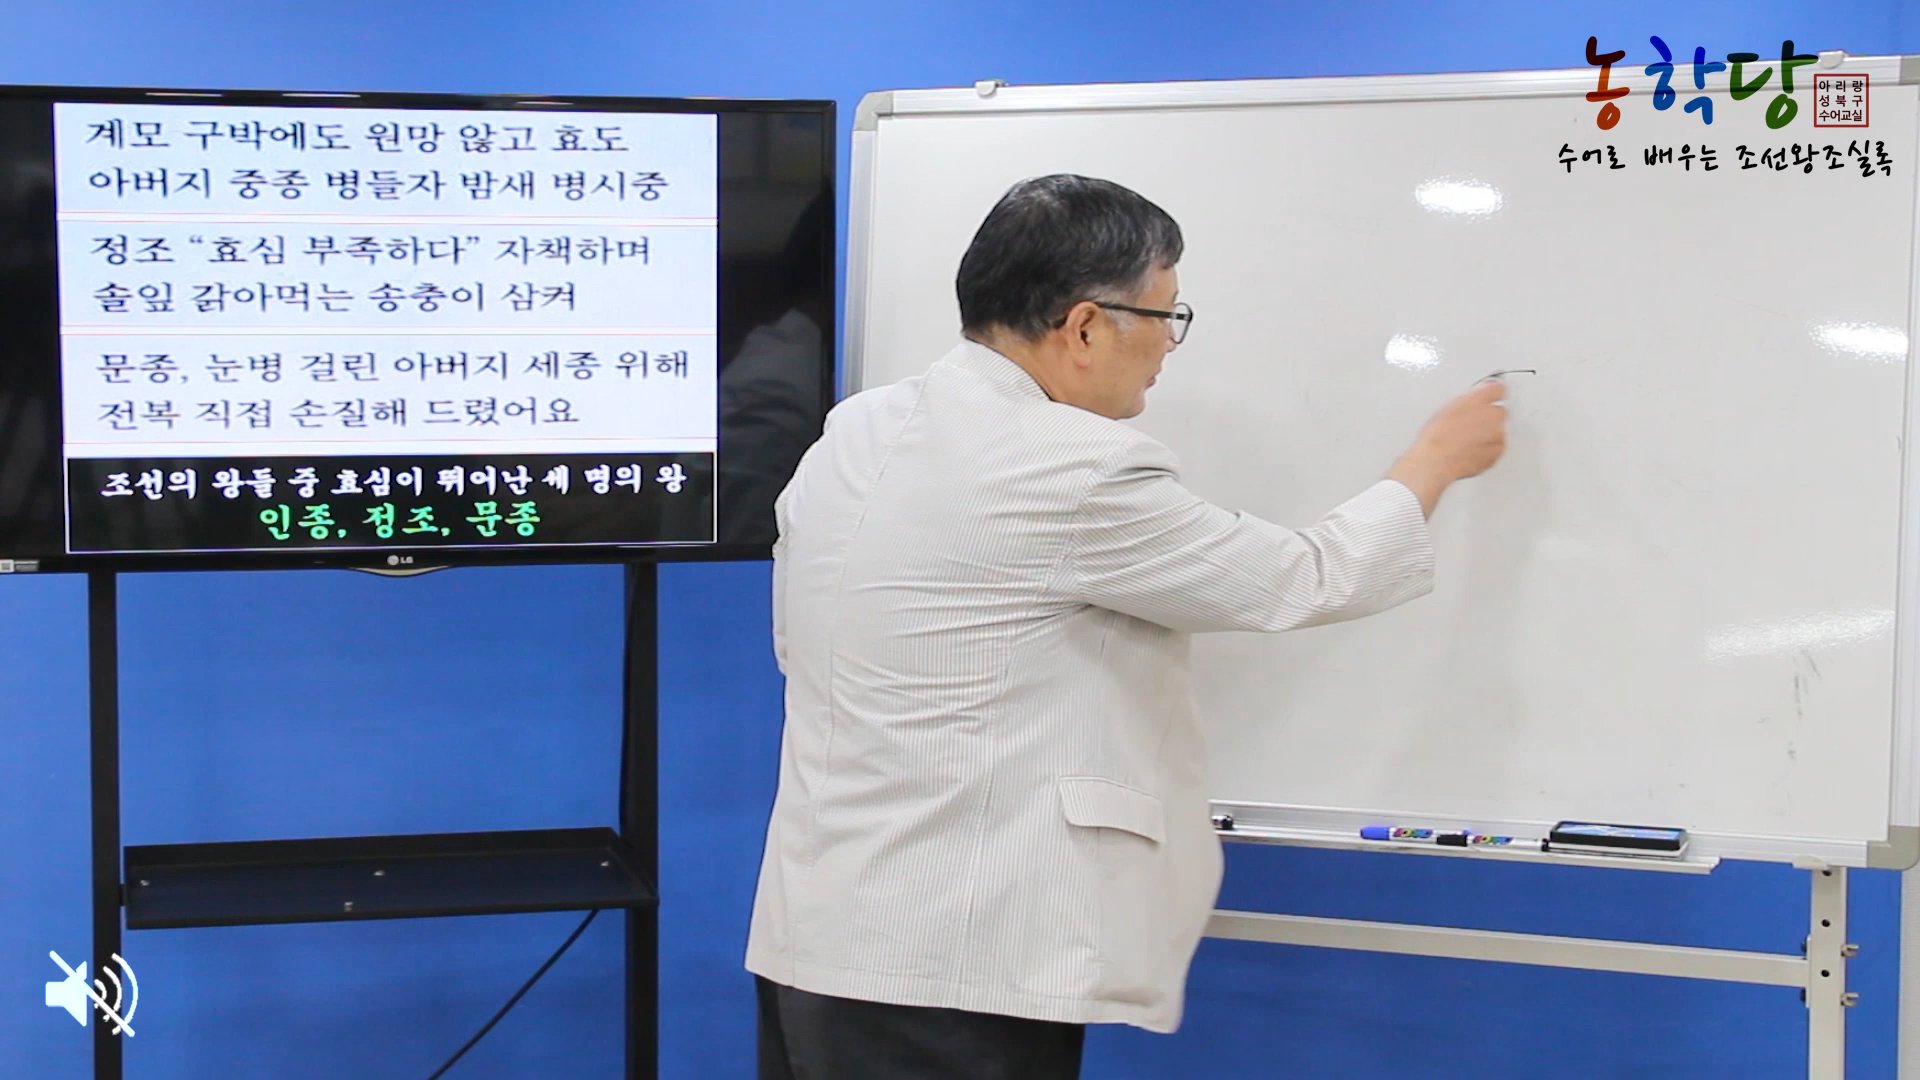 계모 구박에도 원망 않고 효도
아버지 중종 병들자 밤새 병시중
정조 “효심 부족하다” 자책하며
솔잎 갉아먹는 송충이 삼켜
문종, 눈병 걸린 아버지 세종 위해
전복 직접 손질해 드렸어요
조선의 왕들 중 효심이 뛰어난 세 명의 왕
인종, 정조, 문종
LG
농학당
아리랑
성북구
수어교실
수어로 배우는 조선왕조실록